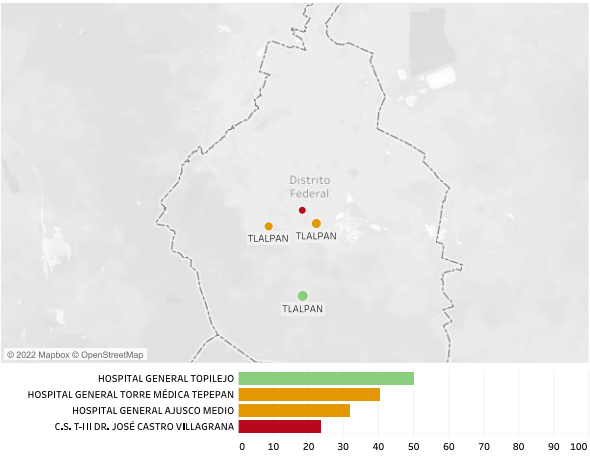 Distrito
Federal
TLALPAN
TLALPAN
TLALPAN
© 2022 Mapbox © OpenStreetMap
HOSPITAL GENERAL TOPILEJO
HOSPITAL GENERAL TORRE MÉDICA TEPEPAN
HOSPITAL GENERAL AJUSCO MEDIO
C.S. T-III DR. JOSÉ CASTRO VILLAGRANA
0 10 20 30 40 50 60 70 80 90 100